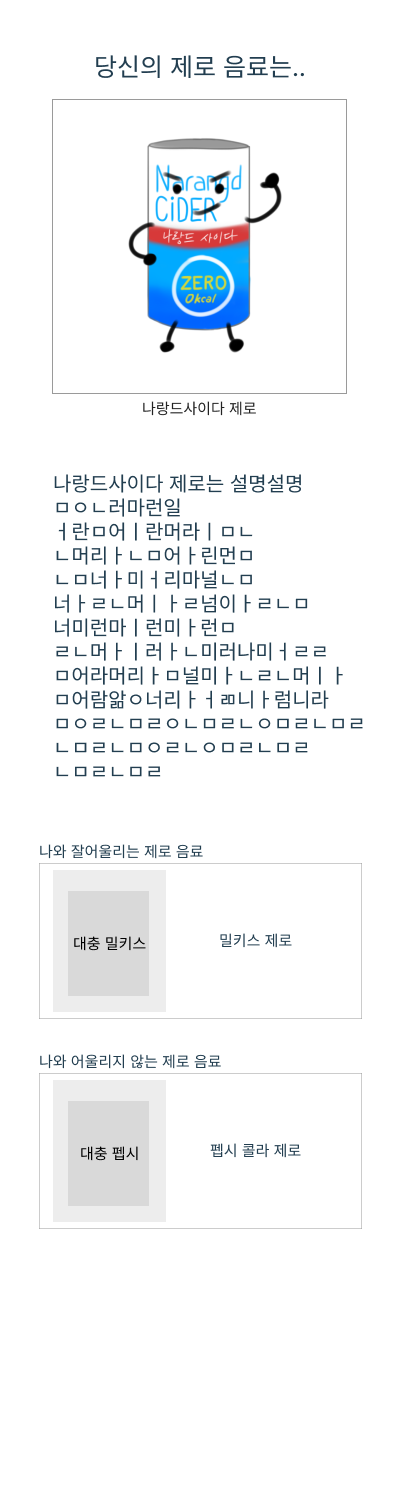 당신의 제로 음료는..
Narangd
CiDER
나랑드 사이다
ZERO
0kcal
나랑드사이다 제로
나랑드사이다 제로는 설명설명
ㅁㅇㄴ러마런일
ㅓ란ㅁ어ㅣ란머라ㅣㅁㄴ
ㄴ머리ㅏㄴㅁ어ㅏ린먼ㅁ
ㄴㅁ너ㅏ미ㅓ리마널ㄴㅁ
너ㅏㄹㄴ머ㅣㅏㄹ넘이ㅏㄹㄴㅁ
너미런마ㅣ런미ㅏ런ㅁ
ㄹㄴ머ㅏㅣ러ㅏㄴ미러나미ㅓㄹㄹ
ㅁ어라머리ㅏㅁ널미ㅏㄴㄹㄴ머ㅣㅏ
ㅁ어람앎ㅇ너리ㅏㅓㄻ니ㅏ럼니라
ㅁㅇㄹㄴㅁㄹㅇㄴㅁㄹㄴㅇㅁㄹㄴㅁㄹ
ㄴㅁㄹㄴㅁㅇㄹㄴㅇㅁㄹㄴㅁㄹ
ㄴㅁㄹㄴㅁㄹ
나와 잘어울리는 제로 음료
대충 밀키스
밀키스 제로
나와 어울리지 않는 제로 음료
대충 펩시
펩시 콜라 제로